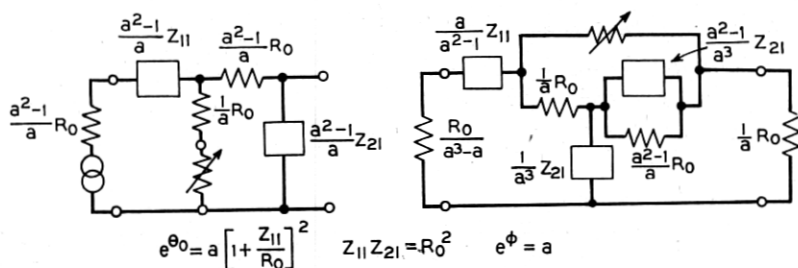 a²-1/a Z₁₁
a²-1/a R₀
a²-1/a R₀
1/a R₀
a²-1/a Z₂₁
a/a²-1 Z₁₁
a²-1/a³ Z₂₁
1/a R₀
R₀/a³-a
1/a³ Z₂₁
a²-1/a R₀
1/a R₀
e^θ₀ = a [1 + Z₁₁/R₀]² Z₁₁ Z₂₁ = R₀² e^ϕ = a